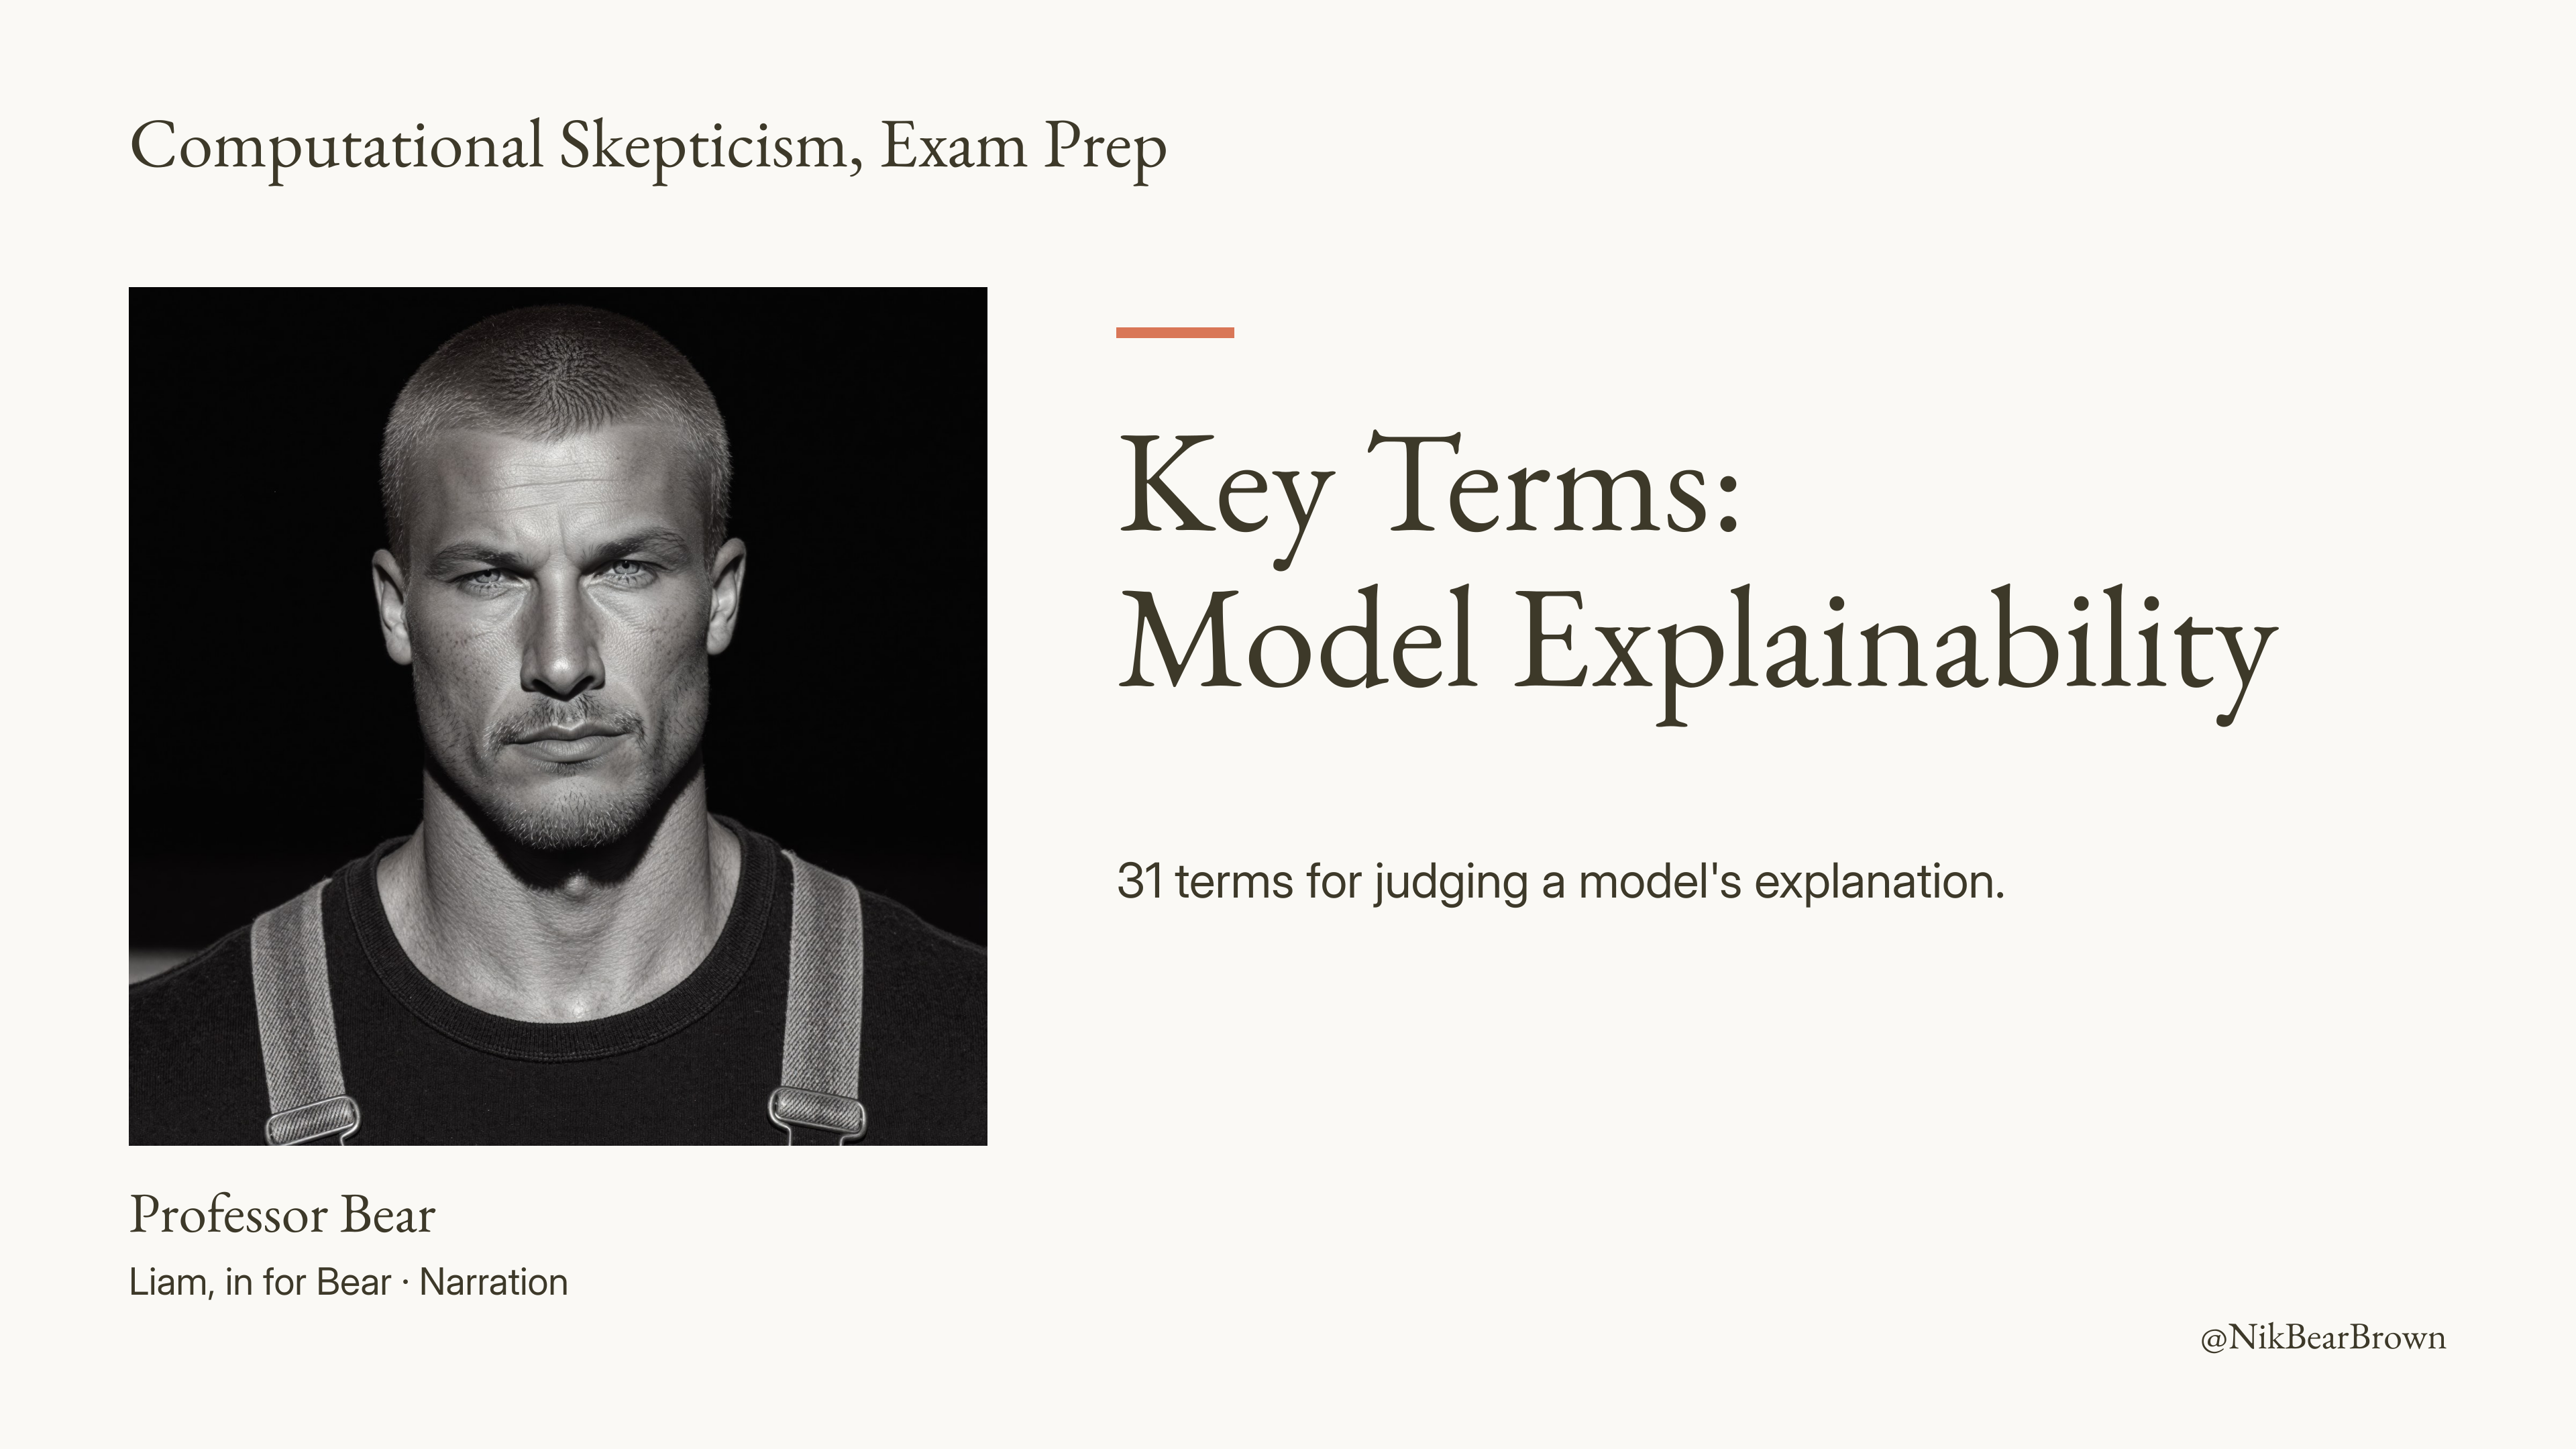 Computational Skepticism, Exam Prep
Key Terms:
Model Explainability
31 terms for judging a model's explanation.
Professor Bear
Liam, in for Bear · Narration
@NikBearBrown